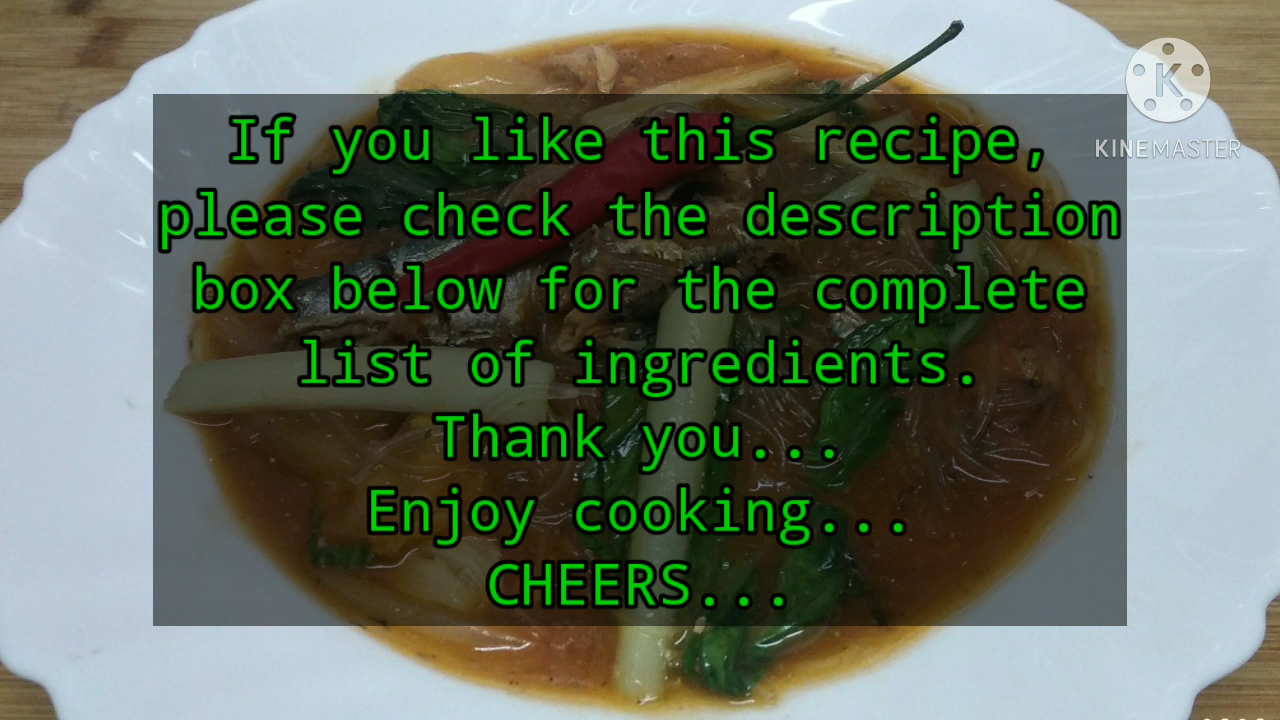 If you like this recipe,
please check the description
box below for the complete
list of ingredients.
Thank you...
Enjoy cooking...
CHEERS...
K
KINEMASTER